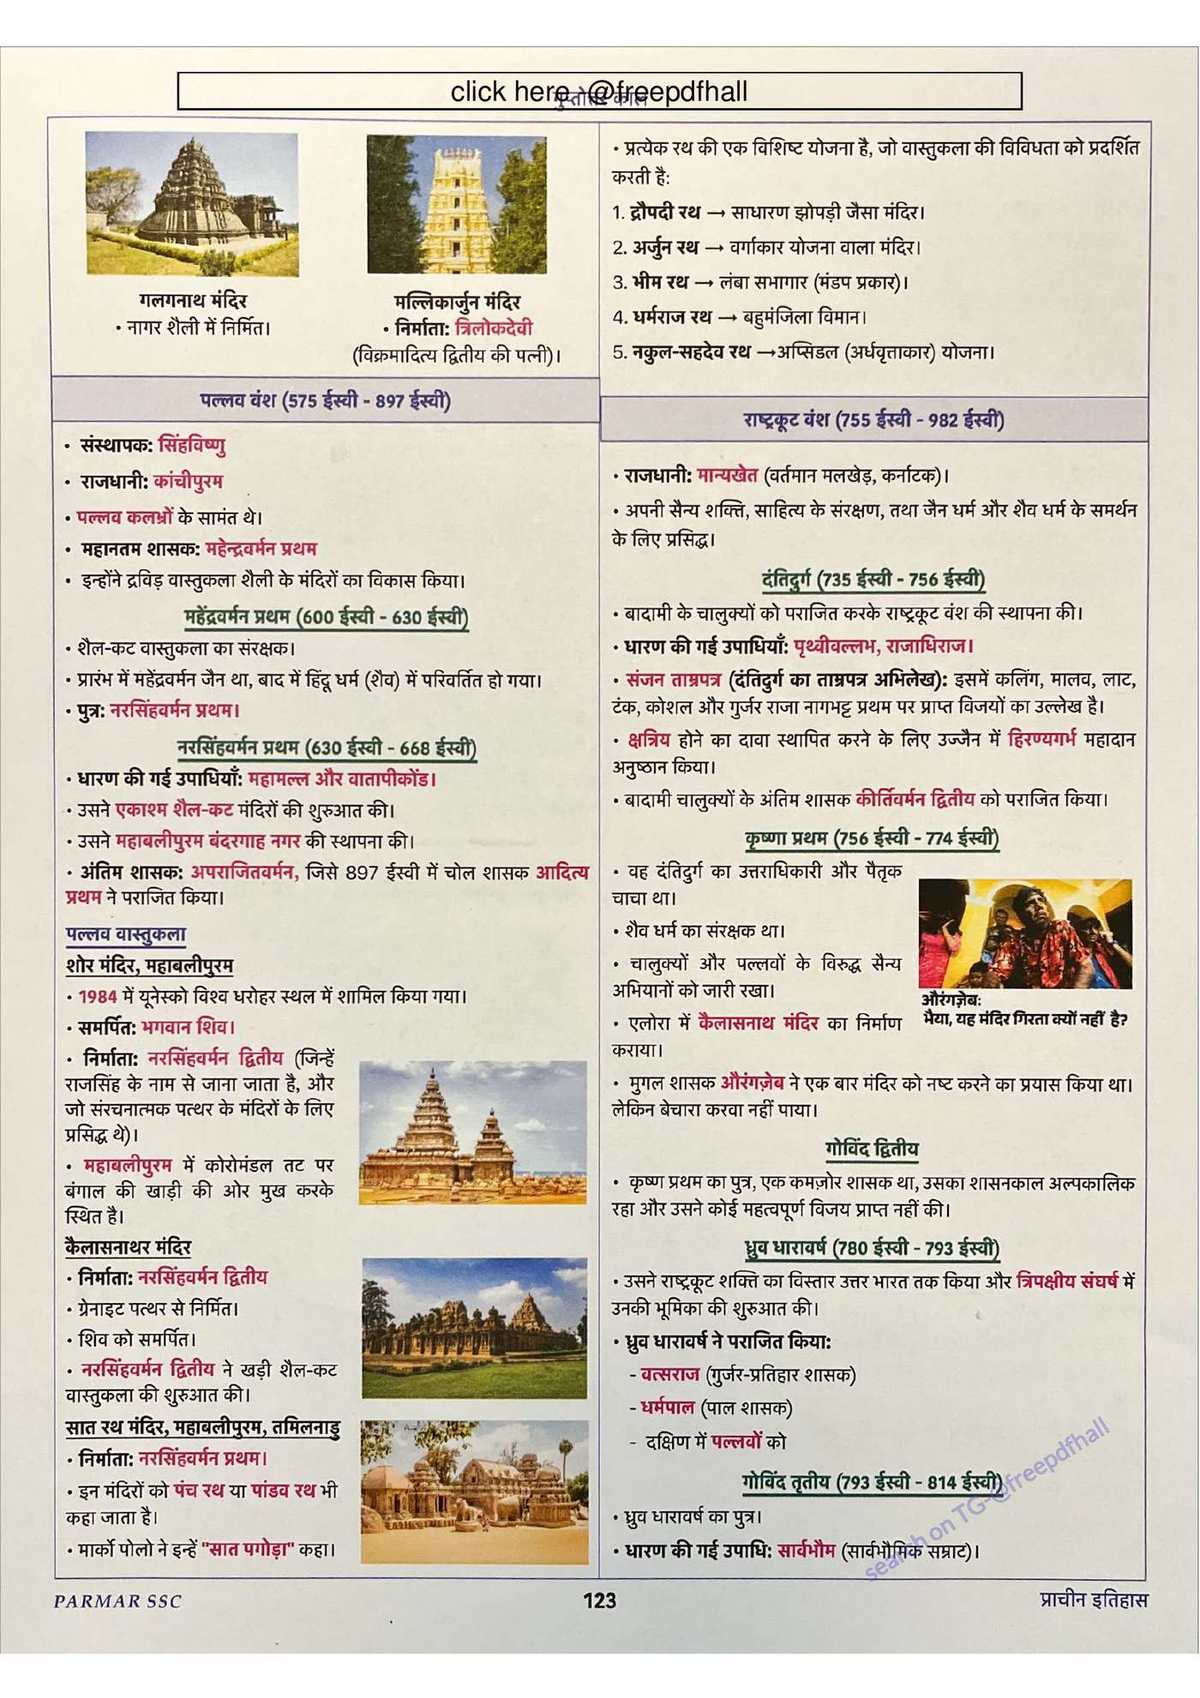 click here @freepdfhall
गुप्तोत्तर काल
गलगनाथ मंदिर
• नागर शैली में निर्मित।
मल्लिकार्जुन मंदिर
• निर्माता: त्रिलोकदेवी
(विक्रमादित्य द्वितीय की पत्नी)।
पल्लव वंश (575 ईस्वी - 897 ईस्वी)
• संस्थापक: सिंहविष्णु
• राजधानी: कांचीपुरम
• पल्लव कलभ्रों के सामंत थे।
• महानतम शासक: महेन्द्रवर्मन प्रथम
• इन्होंने द्रविड़ वास्तुकला शैली के मंदिरों का विकास किया।
महेंद्रवर्मन प्रथम (600 ईस्वी - 630 ईस्वी)
• शैल-कट वास्तुकला का संरक्षक।
• प्रारंभ में महेंद्रवर्मन जैन था, बाद में हिंदू धर्म (शैव) में परिवर्तित हो गया।
• पुत्र: नरसिंहवर्मन प्रथम।
नरसिंहवर्मन प्रथम (630 ईस्वी - 668 ईस्वी)
• धारण की गई उपाधियाँ: महामल्ल और वातापीकोंड।
• उसने एकाश्म शैल-कट मंदिरों की शुरुआत की।
• उसने महाबलीपुरम बंदरगाह नगर की स्थापना की।
• अंतिम शासक: अपराजितवर्मन, जिसे 897 ईस्वी में चोल शासक आदित्य
प्रथम ने पराजित किया।
पल्लव वास्तुकला
शोर मंदिर, महाबलीपुरम
• 1984 में यूनेस्को विश्व धरोहर स्थल में शामिल किया गया।
• समर्पित: भगवान शिव।
• निर्माता: नरसिंहवर्मन द्वितीय (जिन्हें
राजसिंह के नाम से जाना जाता है, और
जो संरचनात्मक पत्थर के मंदिरों के लिए
प्रसिद्ध थे)।
• महाबलीपुरम में कोरोमंडल तट पर
बंगाल की खाड़ी की ओर मुख करके
स्थित है।
कैलासनाथर मंदिर
• निर्माता: नरसिंहवर्मन द्वितीय
• ग्रेनाइट पत्थर से निर्मित।
• शिव को समर्पित।
• नरसिंहवर्मन द्वितीय ने खड़ी शैल-कट
वास्तुकला की शुरुआत की।
सात रथ मंदिर, महाबलीपुरम, तमिलनाडु
• निर्माता: नरसिंहवर्मन प्रथम।
• इन मंदिरों को पंच रथ या पांडव रथ भी
कहा जाता है।
• मार्को पोलो ने इन्हें "सात पगोड़ा" कहा।
• प्रत्येक रथ की एक विशिष्ट योजना है, जो वास्तुकला की विविधता को प्रदर्शित
करती है:
1. द्रौपदी रथ → साधारण झोपड़ी जैसा मंदिर।
2. अर्जुन रथ → वर्गाकार योजना वाला मंदिर।
3. भीम रथ → लंबा सभागार (मंडप प्रकार)।
4. धर्मराज रथ → बहुमंजिला विमान।
5. नकुल-सहदेव रथ →अप्सिडल (अर्धवृत्ताकार) योजना।
राष्ट्रकूट वंश (755 ईस्वी - 982 ईस्वी)
• राजधानी: मान्यखेत (वर्तमान मलखेड़, कर्नाटक)।
• अपनी सैन्य शक्ति, साहित्य के संरक्षण, तथा जैन धर्म और शैव धर्म के समर्थन
के लिए प्रसिद्ध।
दंतिदुर्ग (735 ईस्वी - 756 ईस्वी)
• बादामी के चालुक्यों को पराजित करके राष्ट्रकूट वंश की स्थापना की।
• धारण की गई उपाधियाँ: पृथ्वीवल्लभ, राजाधिराज।
• संजन ताम्रपत्र (दंतिदुर्ग का ताम्रपत्र अभिलेख): इसमें कलिंग, मालव, लाट,
टंक, कोशल और गुर्जर राजा नागभट्ट प्रथम पर प्राप्त विजयों का उल्लेख है।
• क्षत्रिय होने का दावा स्थापित करने के लिए उज्जैन में हिरण्यगर्भ महादान
अनुष्ठान किया।
• बादामी चालुक्यों के अंतिम शासक कीर्तिवर्मन द्वितीय को पराजित किया।
कृष्णा प्रथम (756 ईस्वी - 774 ईस्वी)
• वह दंतिदुर्ग का उत्तराधिकारी और पैतृक
चाचा था।
• शैव धर्म का संरक्षक था।
• चालुक्यों और पल्लवों के विरुद्ध सैन्य
अभियानों को जारी रखा।
• एलोरा में कैलासनाथ मंदिर का निर्माण
कराया।
औरंगज़ेब:
भैया, यह मंदिर गिरता क्यों नहीं है?
• मुगल शासक औरंगज़ेब ने एक बार मंदिर को नष्ट करने का प्रयास किया था।
लेकिन बेचारा करवा नहीं पाया।
गोविंद द्वितीय
• कृष्ण प्रथम का पुत्र, एक कमज़ोर शासक था, उसका शासनकाल अल्पकालिक
रहा और उसने कोई महत्वपूर्ण विजय प्राप्त नहीं की।
ध्रुव धारावर्ष (780 ईस्वी - 793 ईस्वी)
• उसने राष्ट्रकूट शक्ति का विस्तार उत्तर भारत तक किया और त्रिपक्षीय संघर्ष में
उनकी भूमिका की शुरुआत की।
• ध्रुव धारावर्ष ने पराजित किया:
- वत्सराज (गुर्जर-प्रतिहार शासक)
- धर्मपाल (पाल शासक)
- दक्षिण में पल्लवों को
गोविंद तृतीय (793 ईस्वी - 814 ईस्वी)
• ध्रुव धारावर्ष का पुत्र।
• धारण की गई उपाधि: सार्वभौम (सार्वभौमिक सम्राट)।
search on TG-@freepdfhall
PARMAR SSC
123
प्राचीन इतिहास